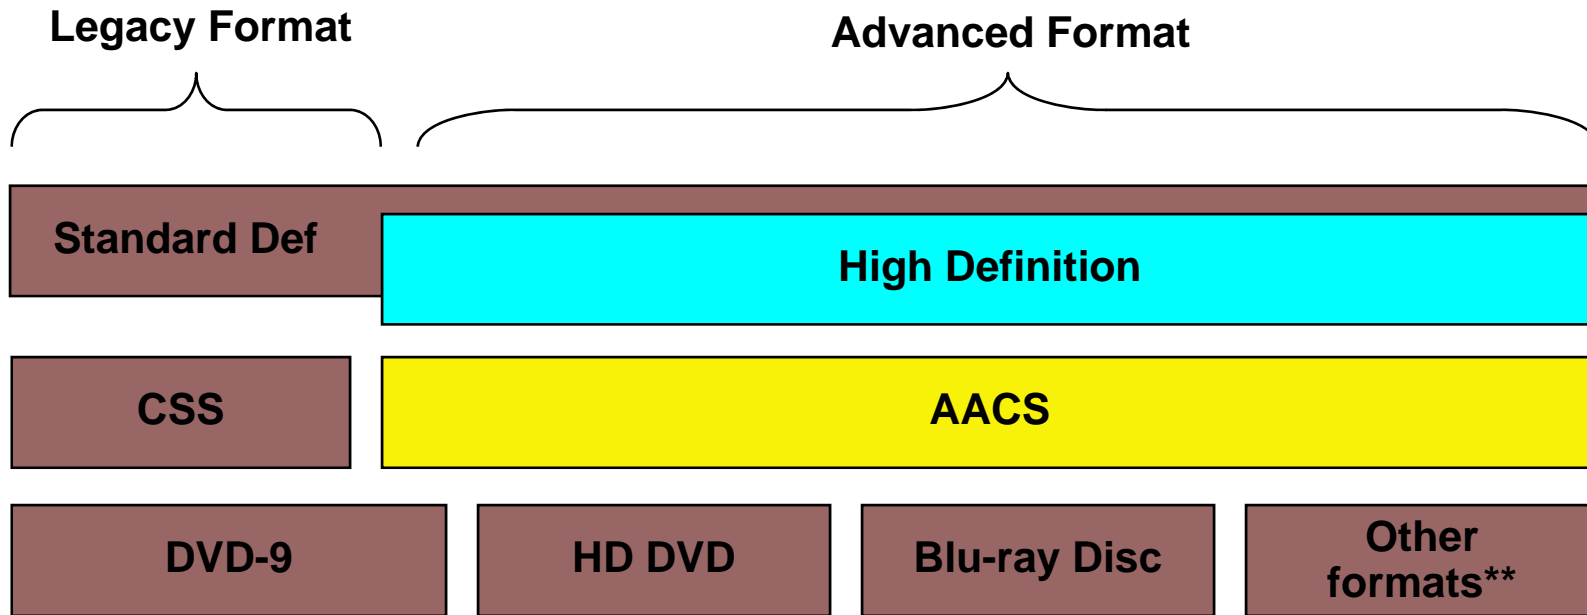 Legacy Format
Advanced Format
Standard Def
High Definition
CSS
AACS
DVD-9
HD DVD
Blu-ray Disc
Other
formats**